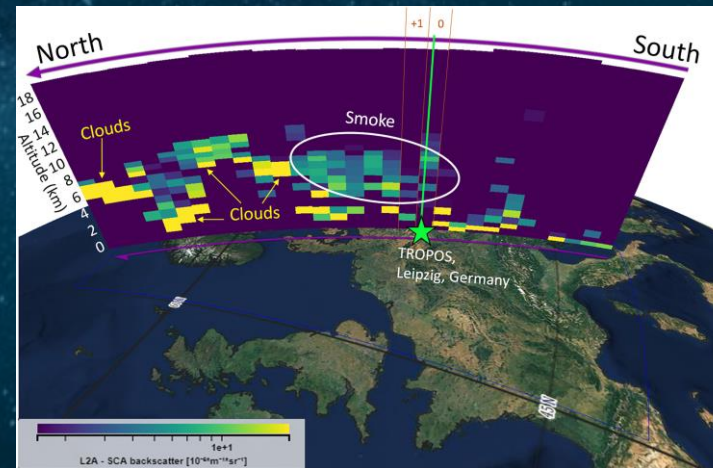 +1 0
North
South
18
16
14
12
10
8
6
4
2
0
Altitude (km)
Clouds
Smoke
Clouds
TROPOS,
Leipzig, Germany
45N
1e+1
L2A - SCA backscatter [10⁻⁶m⁻¹sr⁻¹]